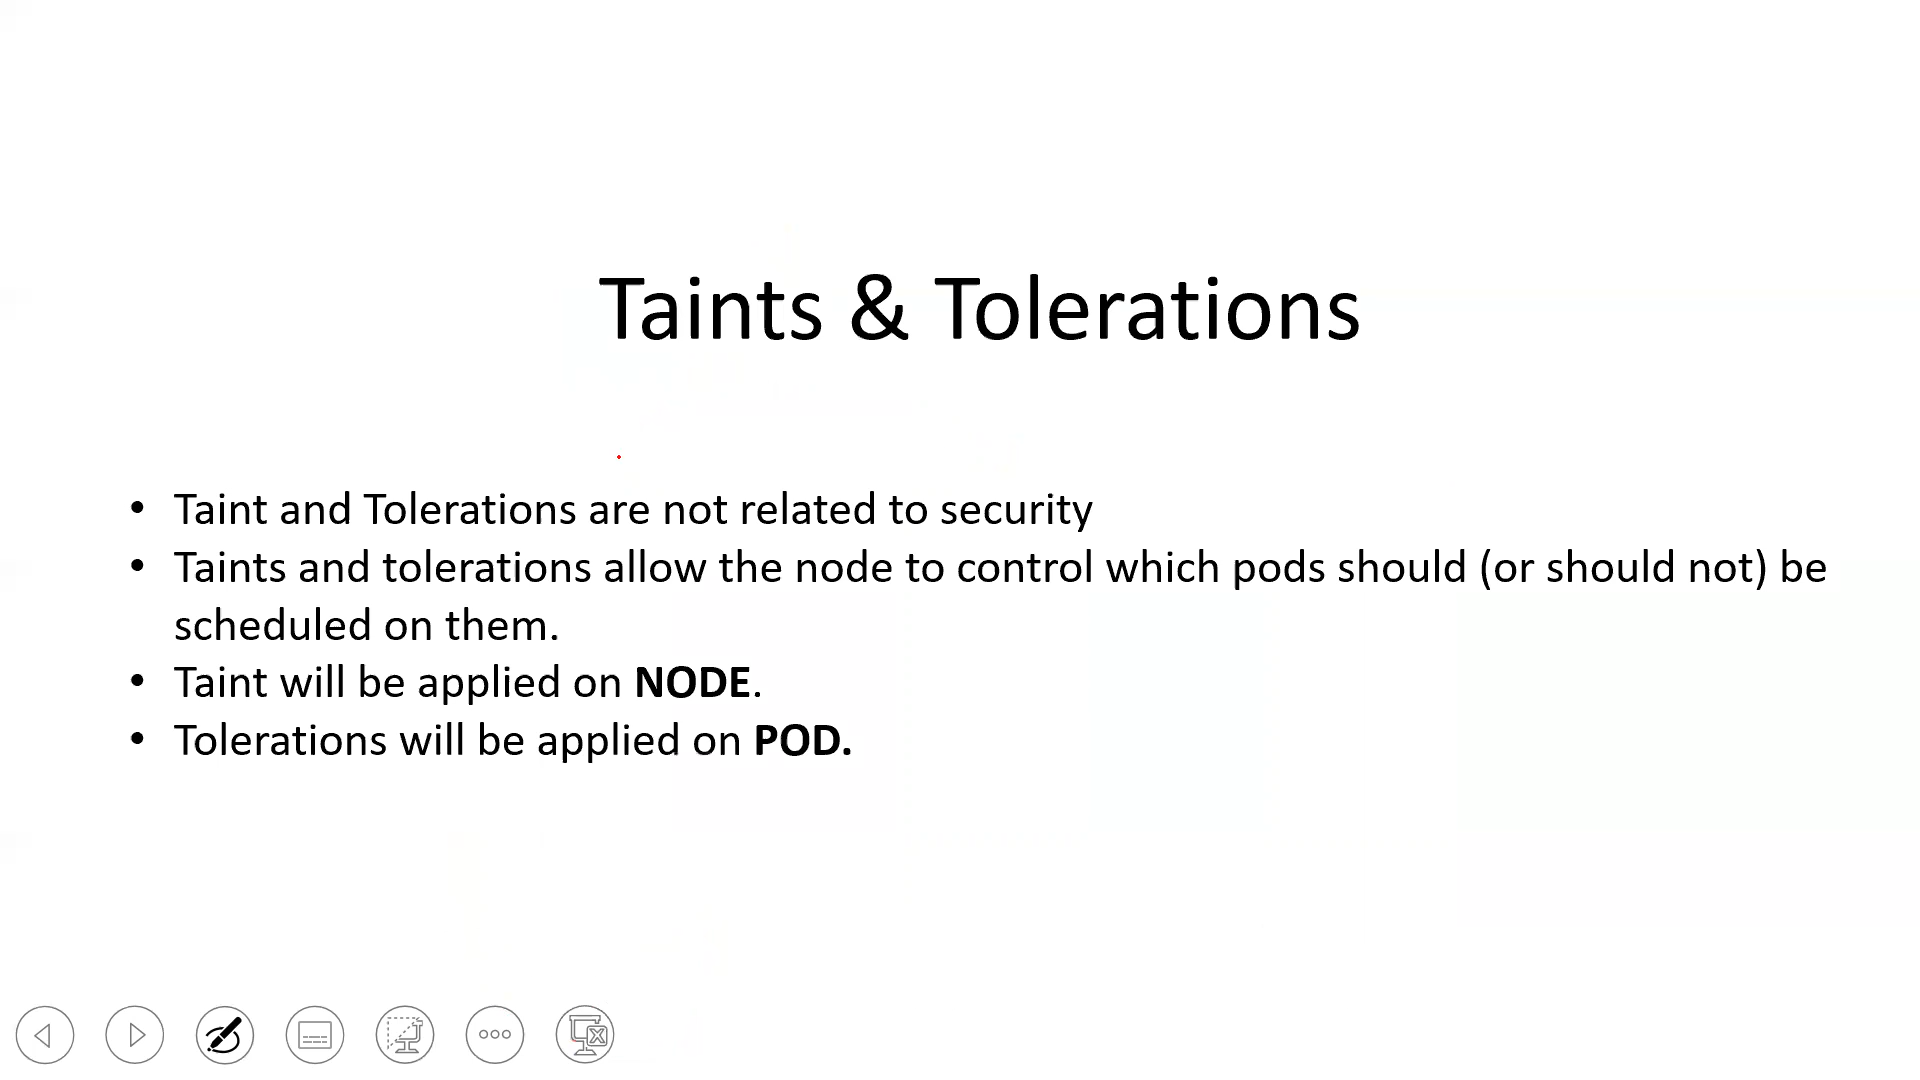 Taints & Tolerations
• Taint and Tolerations are not related to security
• Taints and tolerations allow the node to control which pods should (or should not) be
scheduled on them.
• Taint will be applied on NODE.
• Tolerations will be applied on POD.